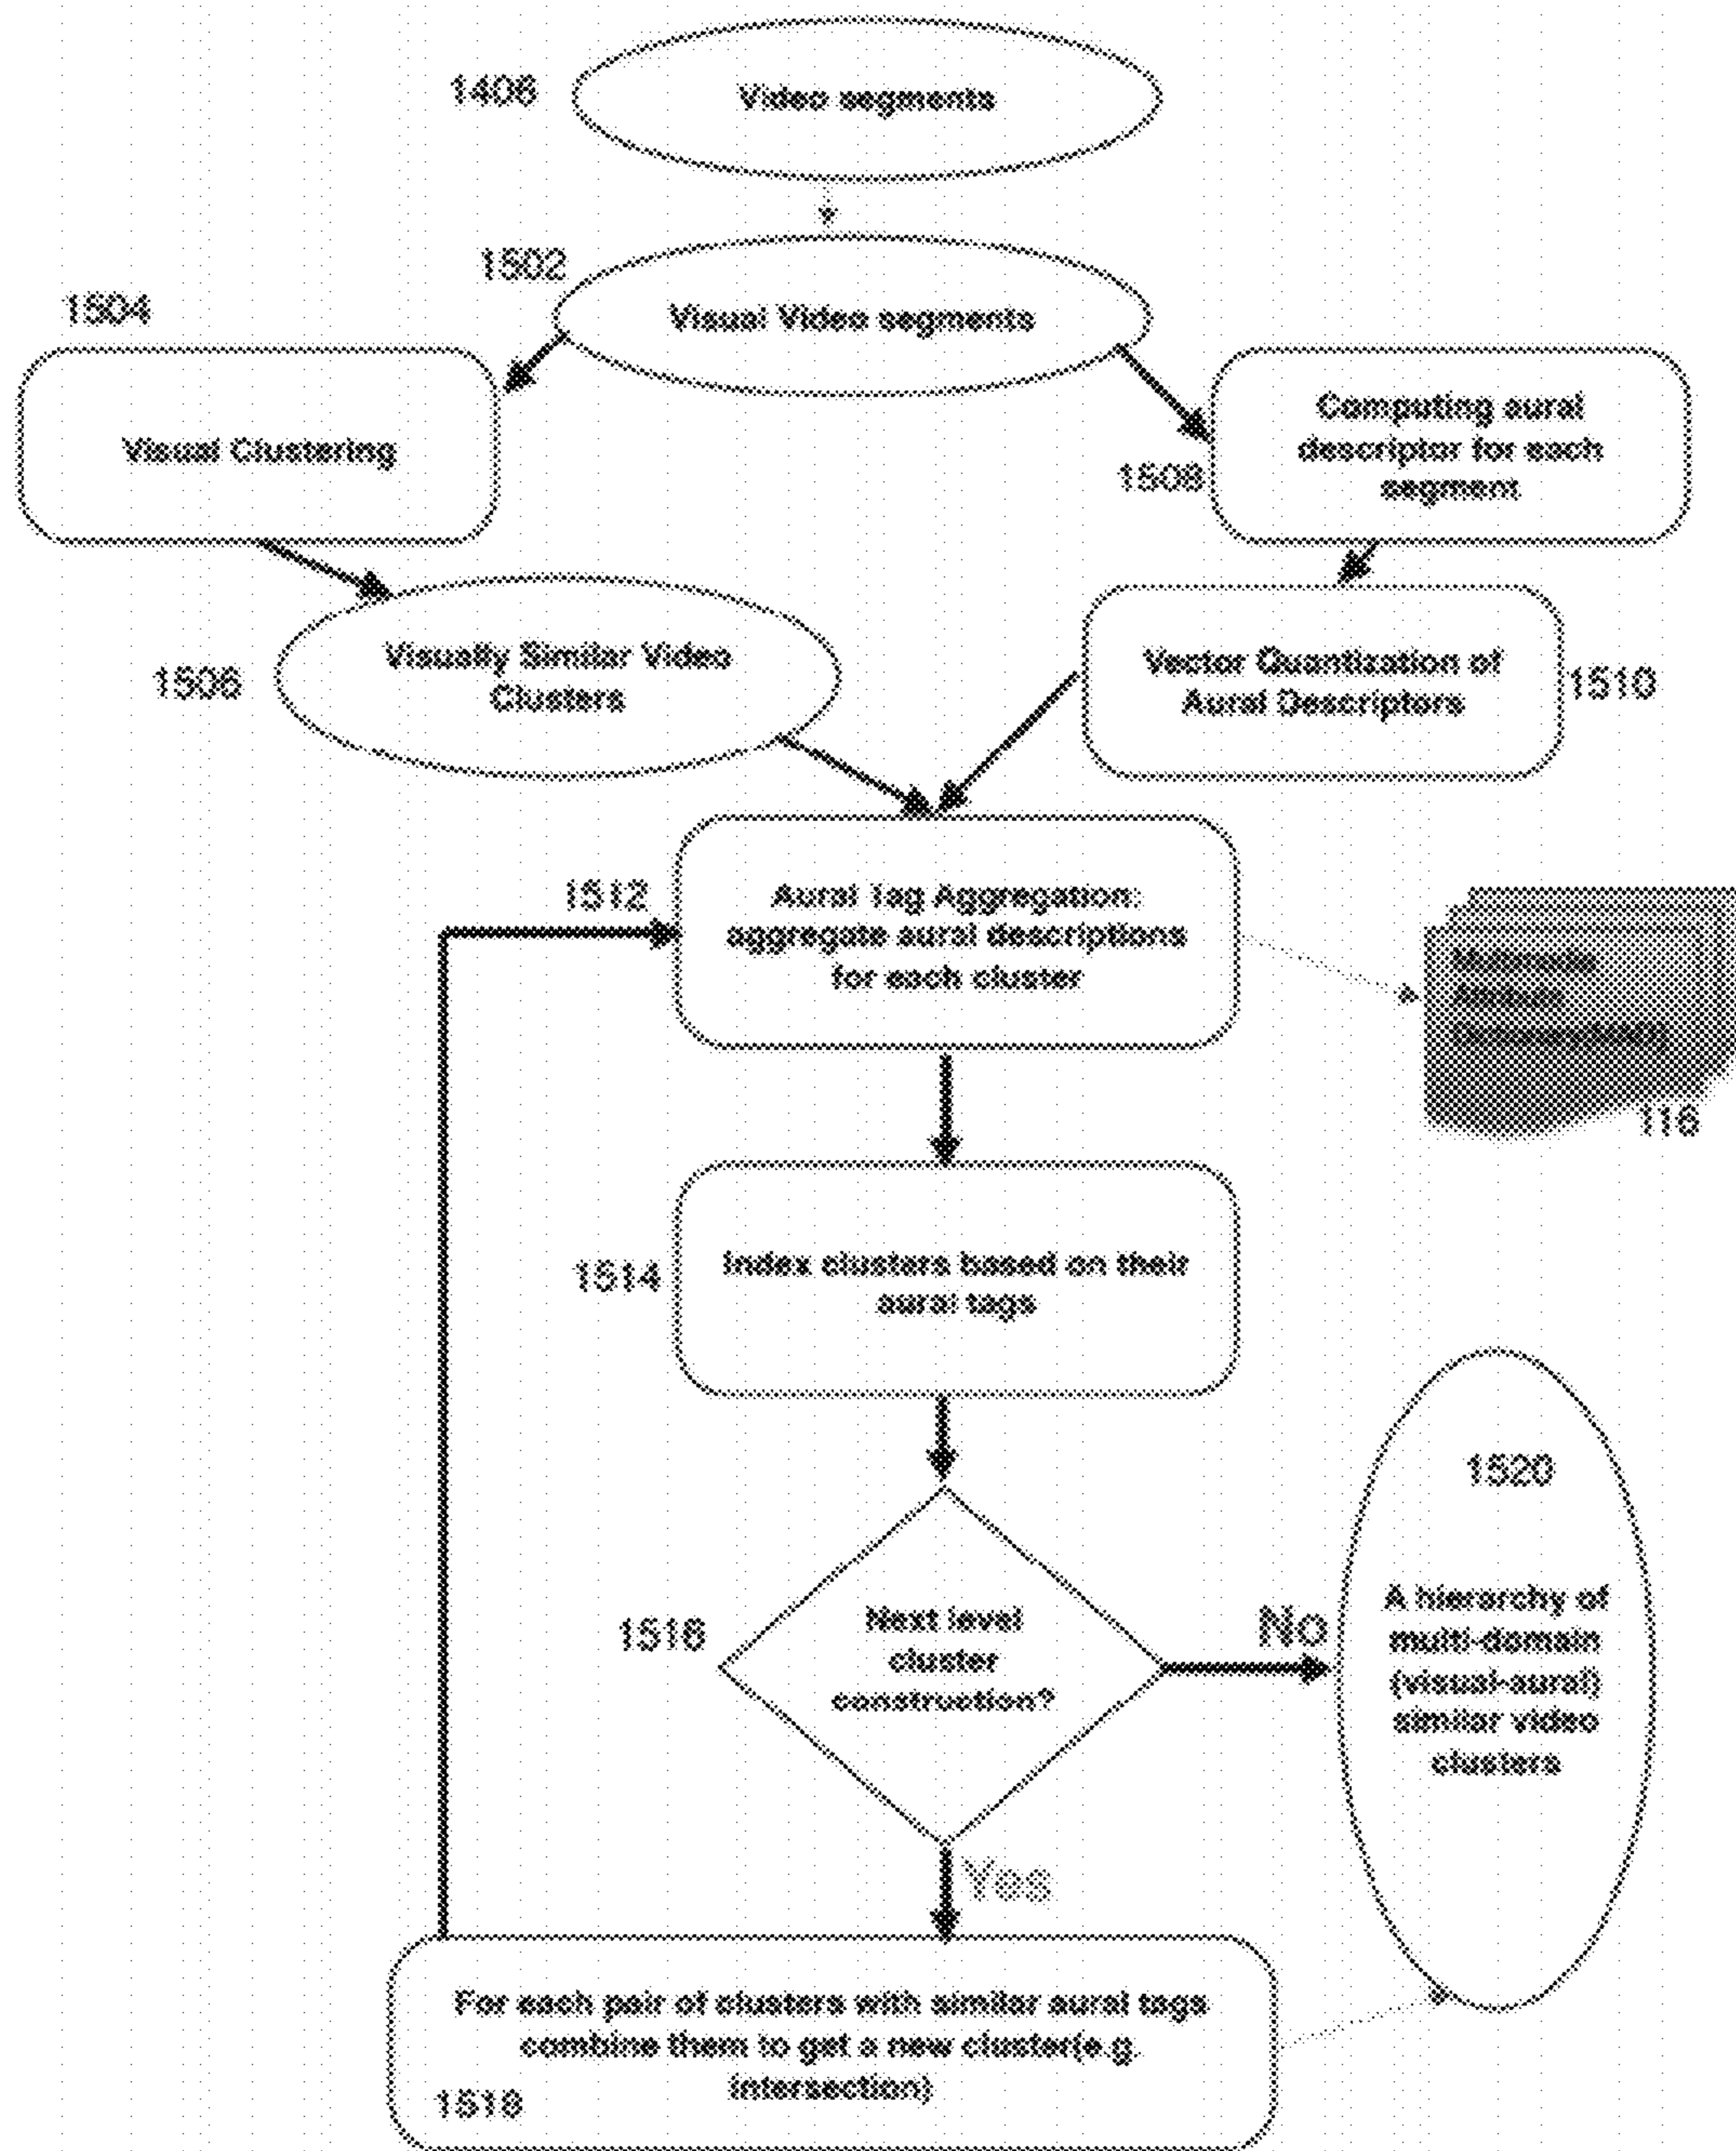 1406
Video segments
1502
Visual Video segments
1504
Visual Clustering
Computing aural
descriptor for each
segment
1508
Visually Similar Video
Clusters
1506
Vector Quantization of
Aural Descriptors
1510
1512
Aural Tag Aggregation:
aggregate aural descriptions
for each cluster
Multimedia
Attribute
116
1514
Index clusters based on their
aural tags
1516
Next level
cluster
construction?
No
1520
A hierarchy of
multi-domain
(visual-aural)
similar video
clusters
Yes
For each pair of clusters with similar aural tags
combine them to get a new cluster(e.g.
intersection)
1518